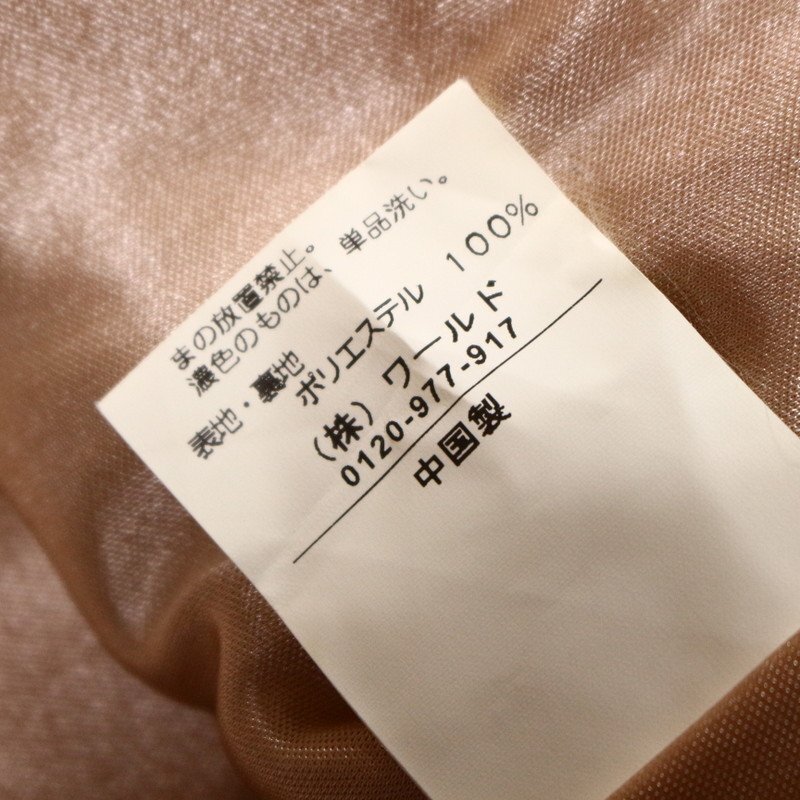 まの放置禁止。
濃色のものは、単品洗い。
表地・裏地 ポリエステル 100%
(株)ワールド
0120-977-917
中国製